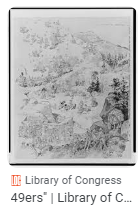 Library of Congress
49ers" | Library of C...